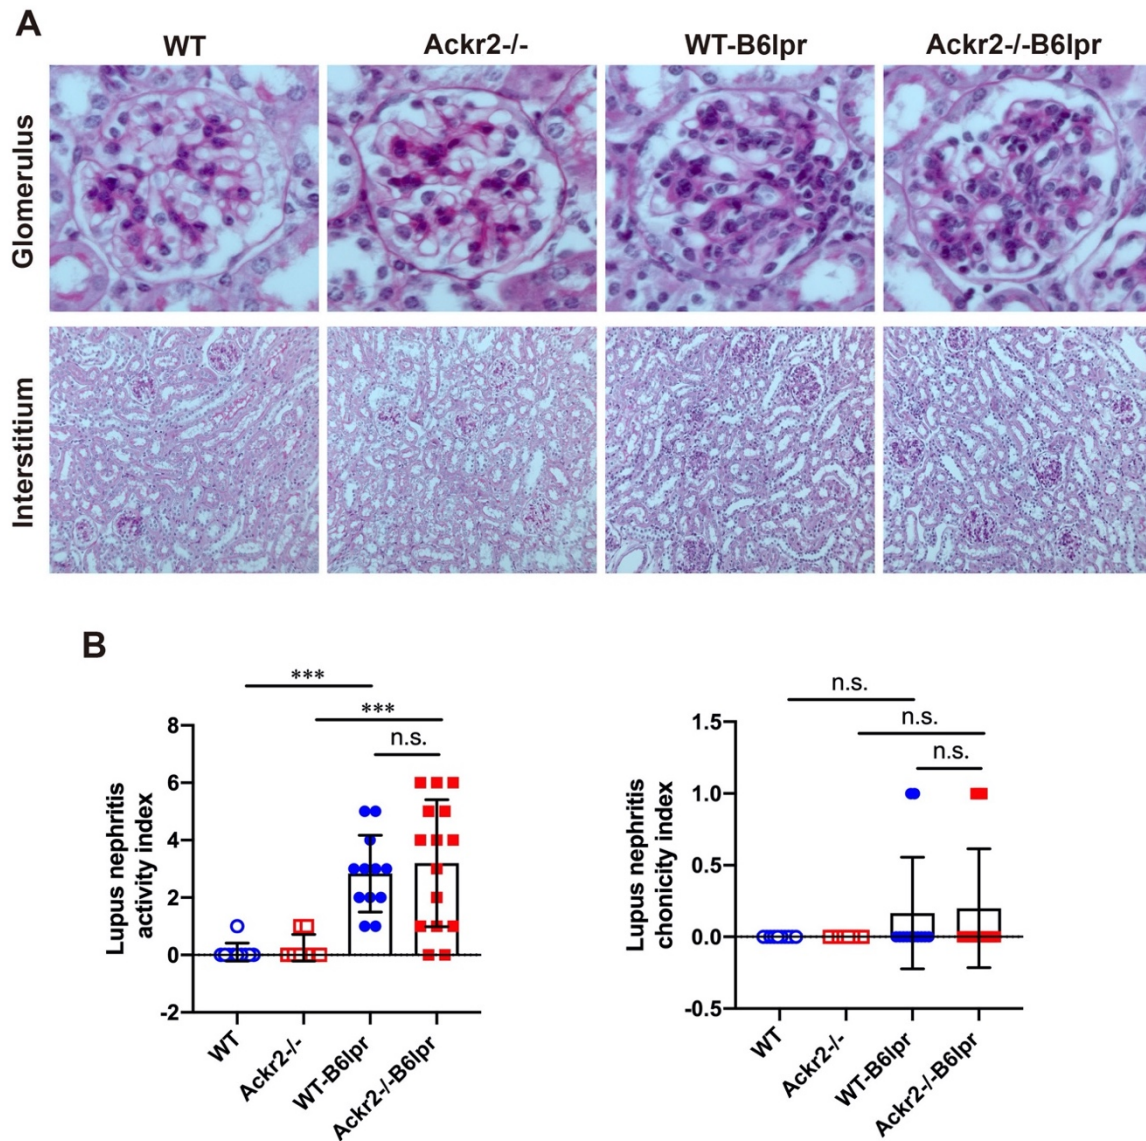 A
WT
Ackr2-/-
WT-B6lpr
Ackr2-/-B6lpr
Glomerulus
Interstitium
B
***
***
n.s.
8
6
4
2
0
-2
Lupus nephritis
activity index
WT
Ackr2-/-
WT-B6lpr
Ackr2-/-B6lpr
n.s.
n.s.
n.s.
1.5
1.0
0.5
0.0
-0.5
Lupus nephritis
chonicity index
WT
Ackr2-/-
WT-B6lpr
Ackr2-/-B6lpr